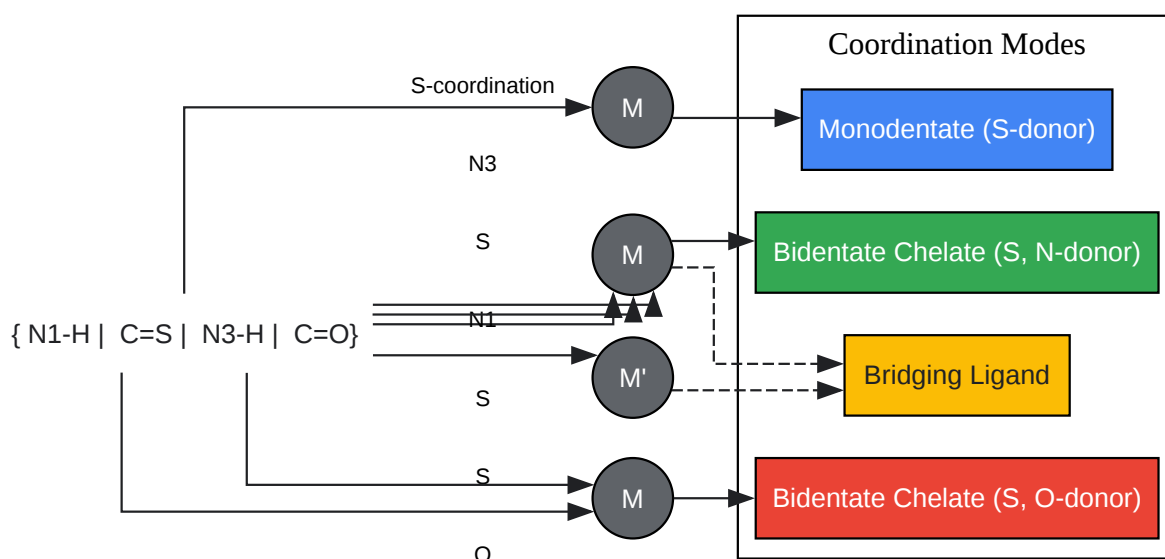 Coordination Modes
S-coordination
M
Monodentate (S-donor)
N3
S
M
Bidentate Chelate (S, N-donor)
N1
{ N1-H | C=S | N3-H | C=O}
M'
Bridging Ligand
S
S
M
Bidentate Chelate (S, O-donor)
O